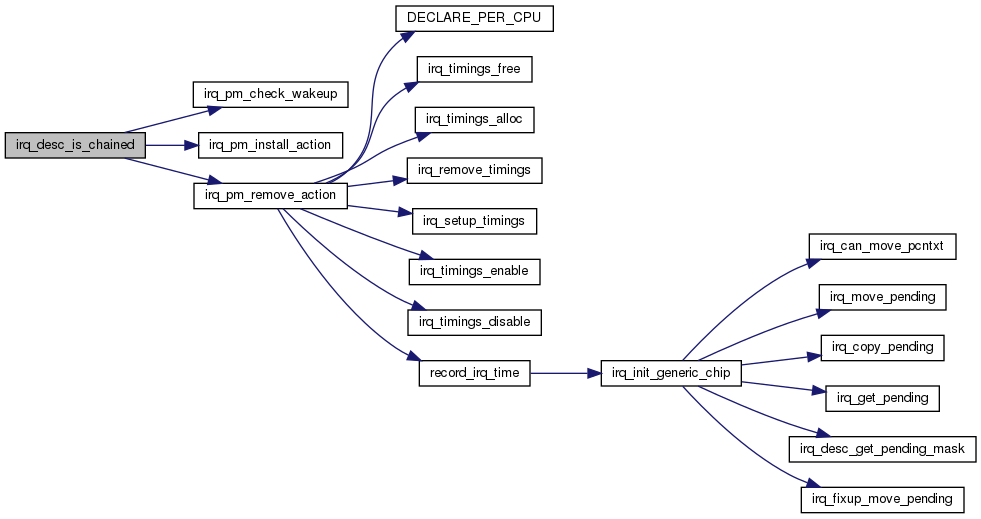 DECLARE_PER_CPU
irq_timings_free
irq_pm_check_wakeup
irq_timings_alloc
irq_desc_is_chained
irq_pm_install_action
irq_remove_timings
irq_pm_remove_action
irq_setup_timings
irq_can_move_pcntxt
irq_timings_enable
irq_move_pending
irq_timings_disable
irq_copy_pending
record_irq_time
irq_init_generic_chip
irq_get_pending
irq_desc_get_pending_mask
irq_fixup_move_pending